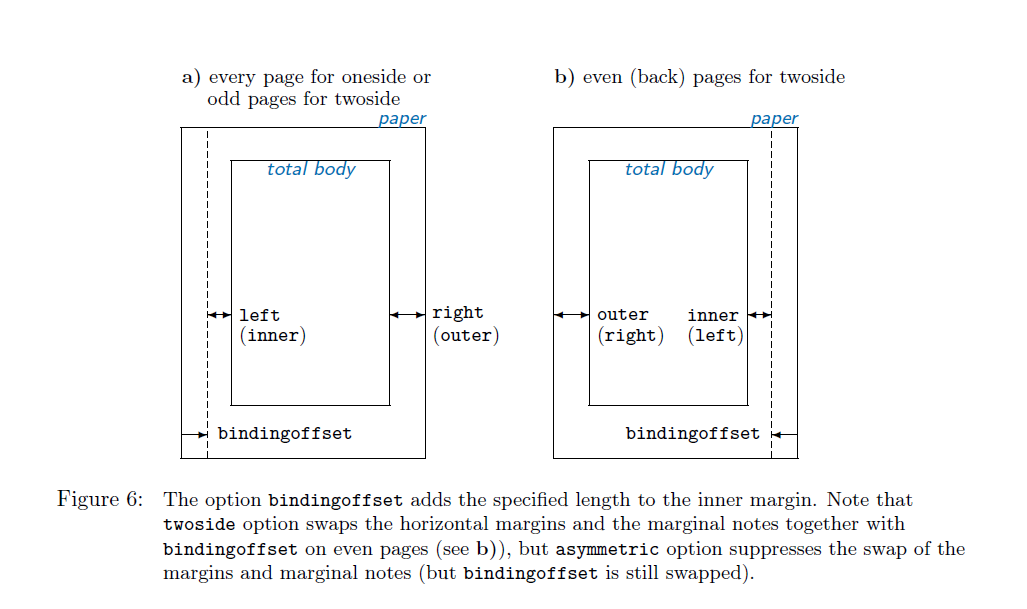 a) every page for oneside or
odd pages for twoside
paper
total body
left
(inner)
right
(outer)
bindingoffset
b) even (back) pages for twoside
paper
total body
outer
(right)
inner
(left)
bindingoffset
Figure 6: The option bindingoffset adds the specified length to the inner margin. Note that
twoside option swaps the horizontal margins and the marginal notes together with
bindingoffset on even pages (see b)), but asymmetric option suppresses the swap of the
margins and marginal notes (but bindingoffset is still swapped).